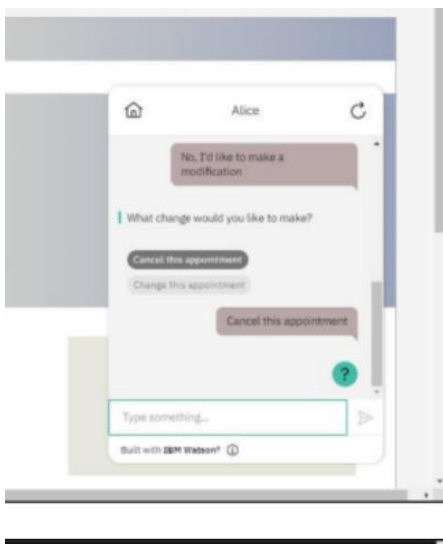 Alice
No, I'd like to make a
modification
What change would you like to make?
Cancel this appointment
Change this appointment
Cancel this appointment
?
Type something...
Built with IBM Watson®